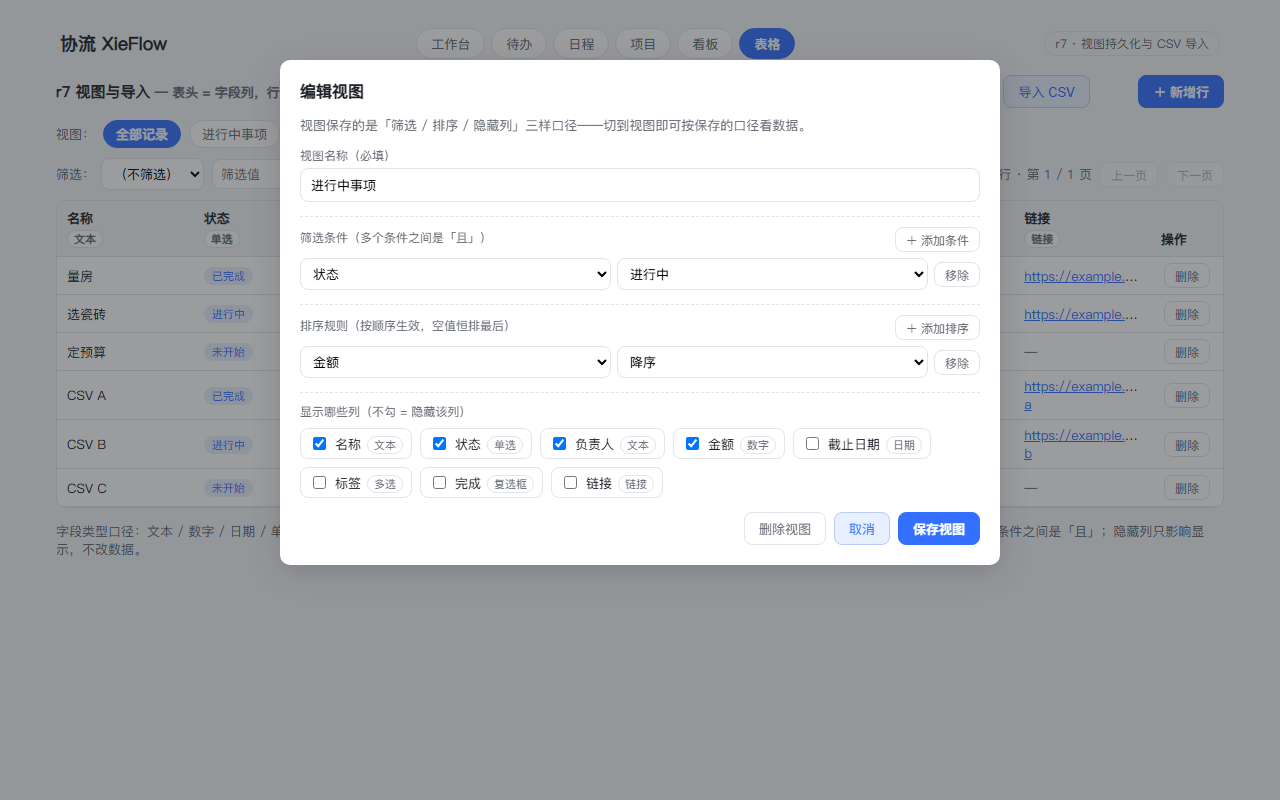 协流 XieFlow
工作台 待办 日程 项目 看板 表格
r7 · 视图持久化与 CSV 导入
r7 视图与导入 — 表头 = 字段列，行
导入 CSV
＋ 新增行
视图： 全部记录 进行中事项
筛选： （不筛选） 筛选值
行 · 第 1 / 1 页 上一页 下一页
名称 状态 链接 操作
文本 单选 链接
量房 已完成 https://example.… 删除
选瓷砖 进行中 https://example.… 删除
定预算 未开始 — 删除
CSV A 已完成 https://example.… 删除
a
CSV B 进行中 https://example.… 删除
b
CSV C 未开始 — 删除
字段类型口径：文本 / 数字 / 日期 / 单
条件之间是「且」；隐藏列只影响显
示，不改数据。
编辑视图
视图保存的是「筛选 / 排序 / 隐藏列」三样口径——切到视图即可按保存的口径看数据。
视图名称（必填）
进行中事项
筛选条件（多个条件之间是「且」） ＋ 添加条件
状态 进行中 移除
排序规则（按顺序生效，空值恒排最后） ＋ 添加排序
金额 降序 移除
显示哪些列（不勾 = 隐藏该列）
名称 文本 状态 单选 负责人 文本 金额 数字 截止日期 日期
标签 多选 完成 复选框 链接 链接
删除视图 取消 保存视图